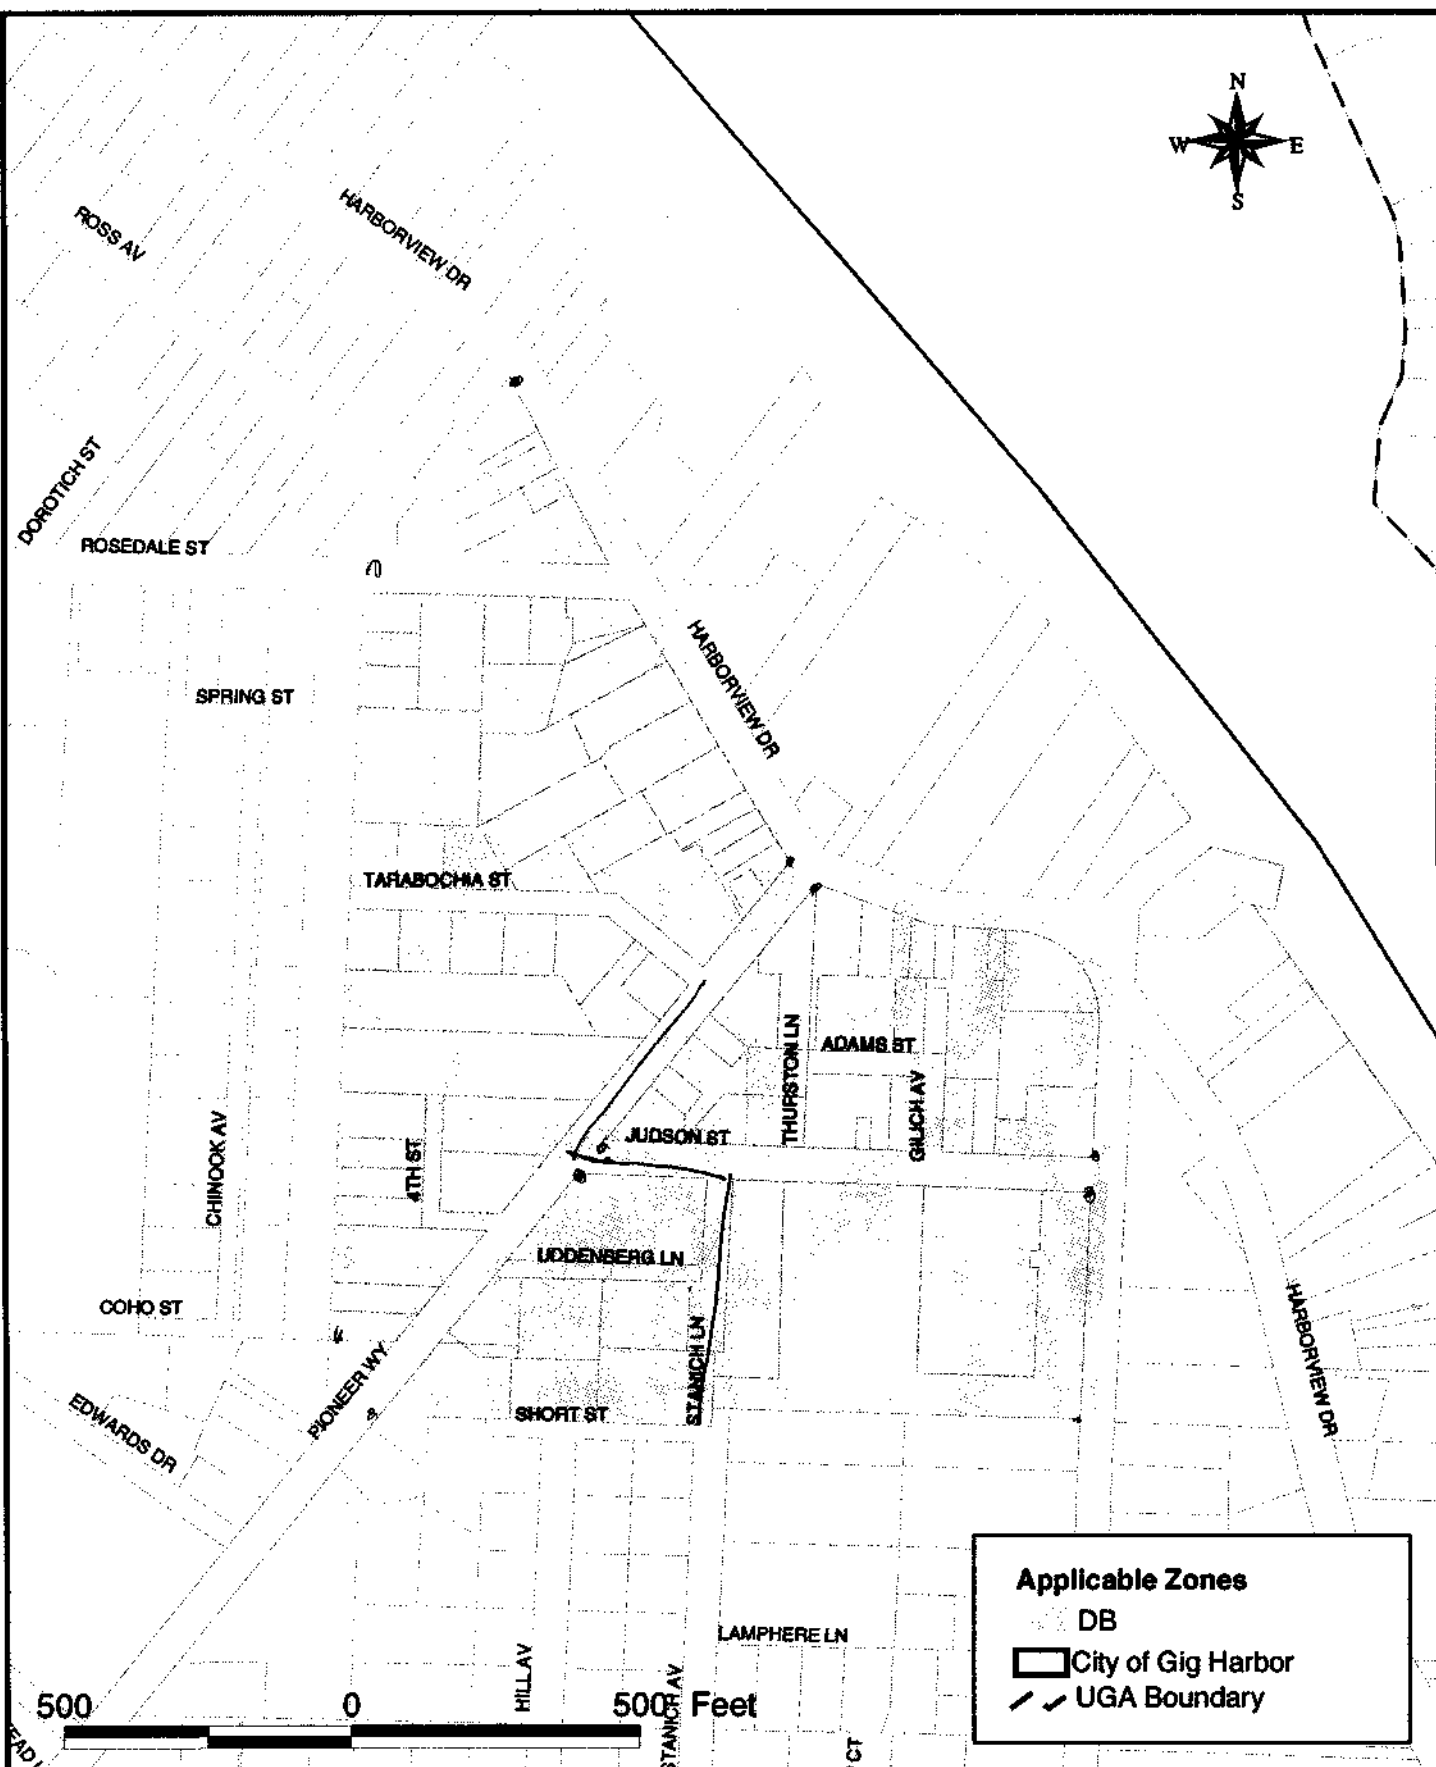 N
W E
S
ROSS AV
HARBORVIEW DR
DOROTICH ST
ROSEDALE ST
SPRING ST
HARBORVIEW DR
TARABOCHIA ST
THURSTON LN
ADAMS ST
GILICH AV
JUDSON ST
CHINOOK AV
4TH ST
UDDENBERG LN
COHO ST
STANICH LN
HARBORVIEW DR
PIONEER WY
EDWARDS DR
SHORT ST
Applicable Zones
DB
City of Gig Harbor
UGA Boundary
LAMPHERE LN
HILL AV
STANICH AV
500 0 500 Feet
CT